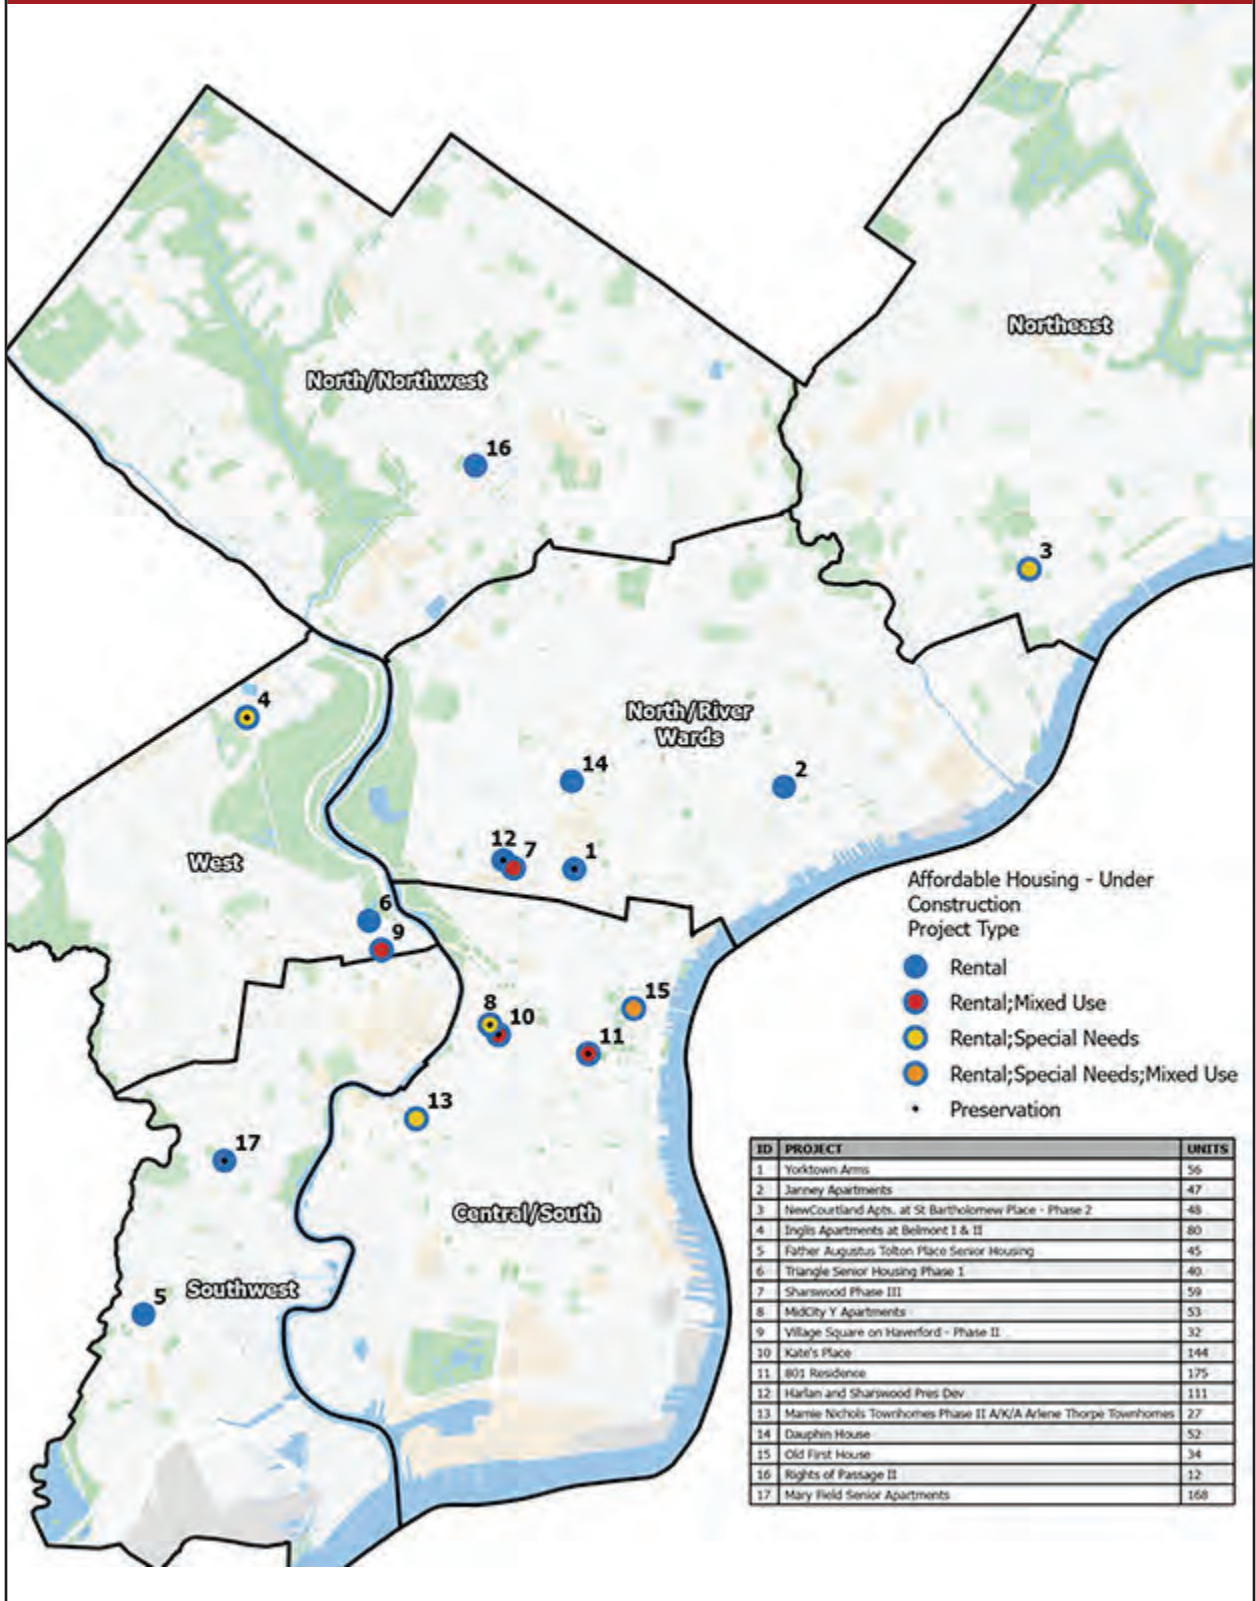 Northeast
North/Northwest
16
3
4
North/River
Wards
14
2
12
7
1
West
6
9
Affordable Housing - Under
Construction
Project Type
Rental
Rental;Mixed Use
Rental;Special Needs
Rental;Special Needs;Mixed Use
Preservation
15
8
10
11
13
17
Central/South
Southwest
5
ID PROJECT UNITS
1 Yorktown Arms 56
2 Janney Apartments 47
3 NewCourtland Apts. at St Bartholomew Place - Phase 2 48
4 Inglis Apartments at Belmont I & II 80
5 Father Augustus Tolton Place Senior Housing 45
6 Triangle Senior Housing Phase 1 40
7 Sharswood Phase III 59
8 MidCity Y Apartments 53
9 Village Square on Haverford - Phase II 32
10 Kate's Place 144
11 801 Residence 175
12 Harlan and Sharswood Pres Dev 111
13 Mamie Nichols Townhomes Phase II A/K/A Arlene Thorpe Townhomes 27
14 Dauphin House 52
15 Old First House 34
16 Rights of Passage II 12
17 Mary Field Senior Apartments 168